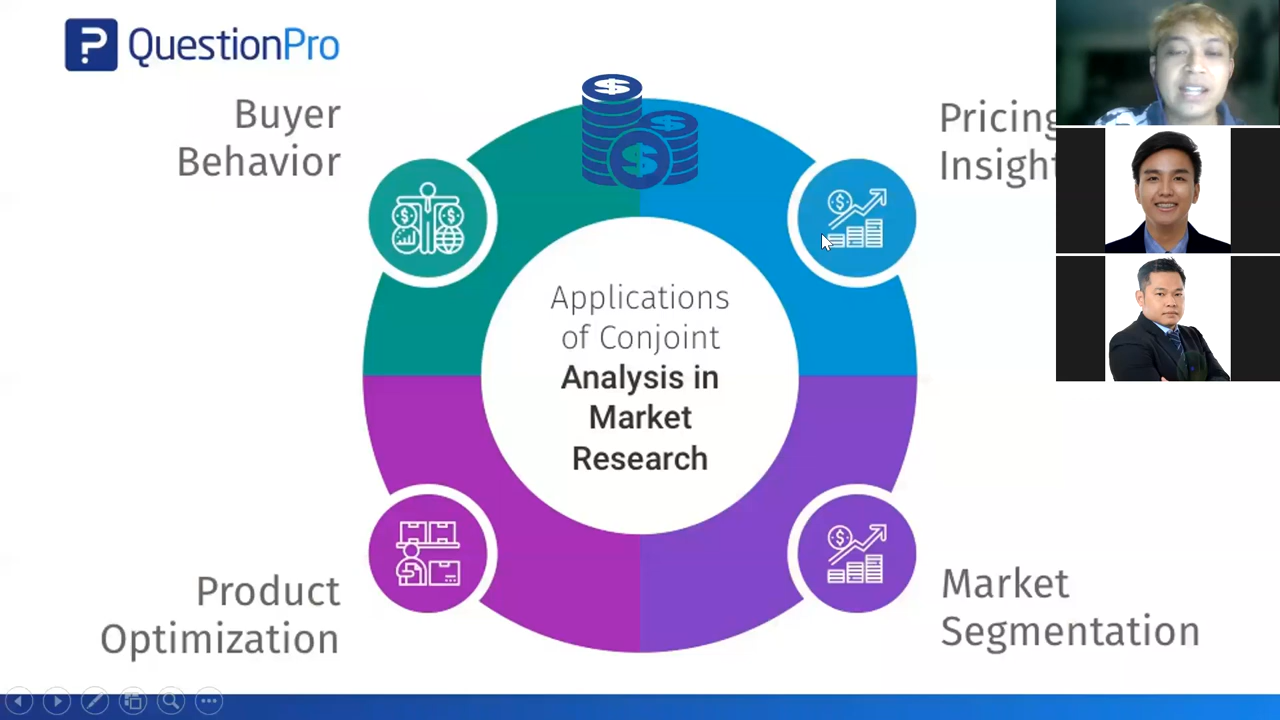 QuestionPro
Buyer
Behavior
Pricing
Insight
Applications
of Conjoint
Analysis in
Market
Research
Product
Optimization
Market
Segmentation